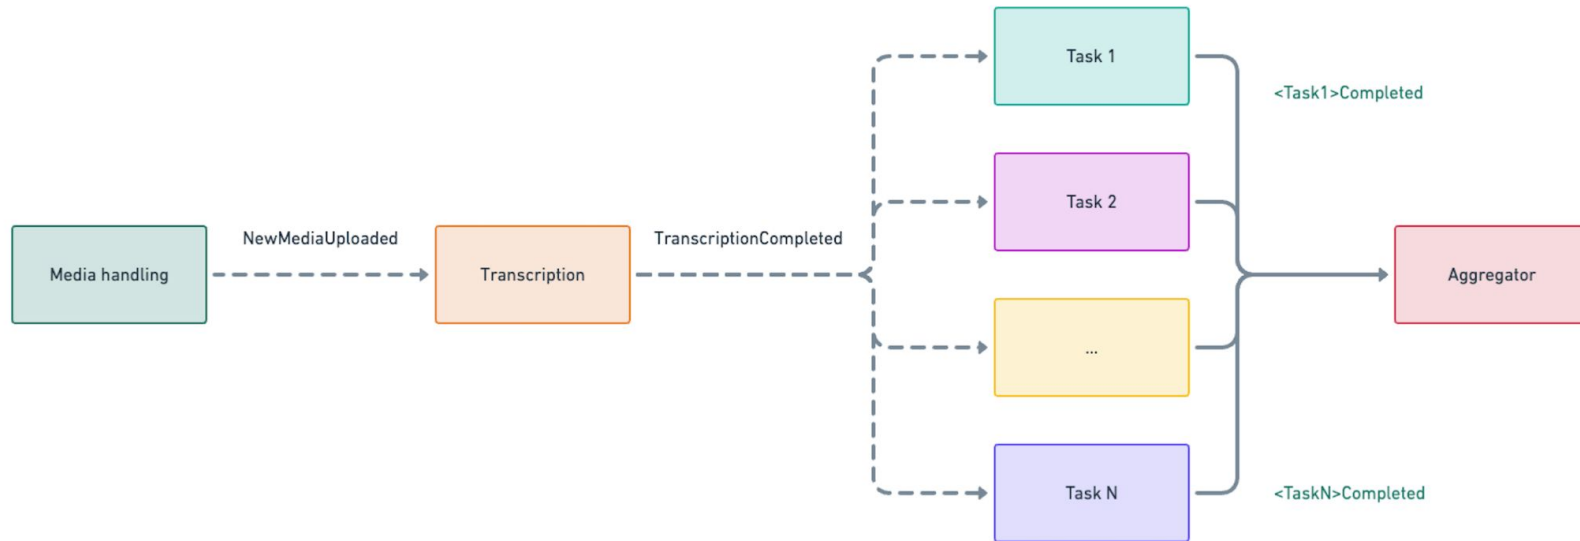 Task 1
<Task1>Completed
Task 2
NewMediaUploaded
TranscriptionCompleted
Media handling
Transcription
Aggregator
...
Task N
<TaskN>Completed